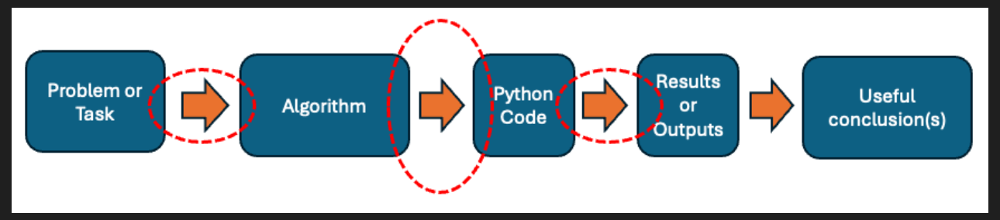 Problem or
Task
Algorithm
Python
Code
Results
or
Outputs
Useful
conclusion(s)